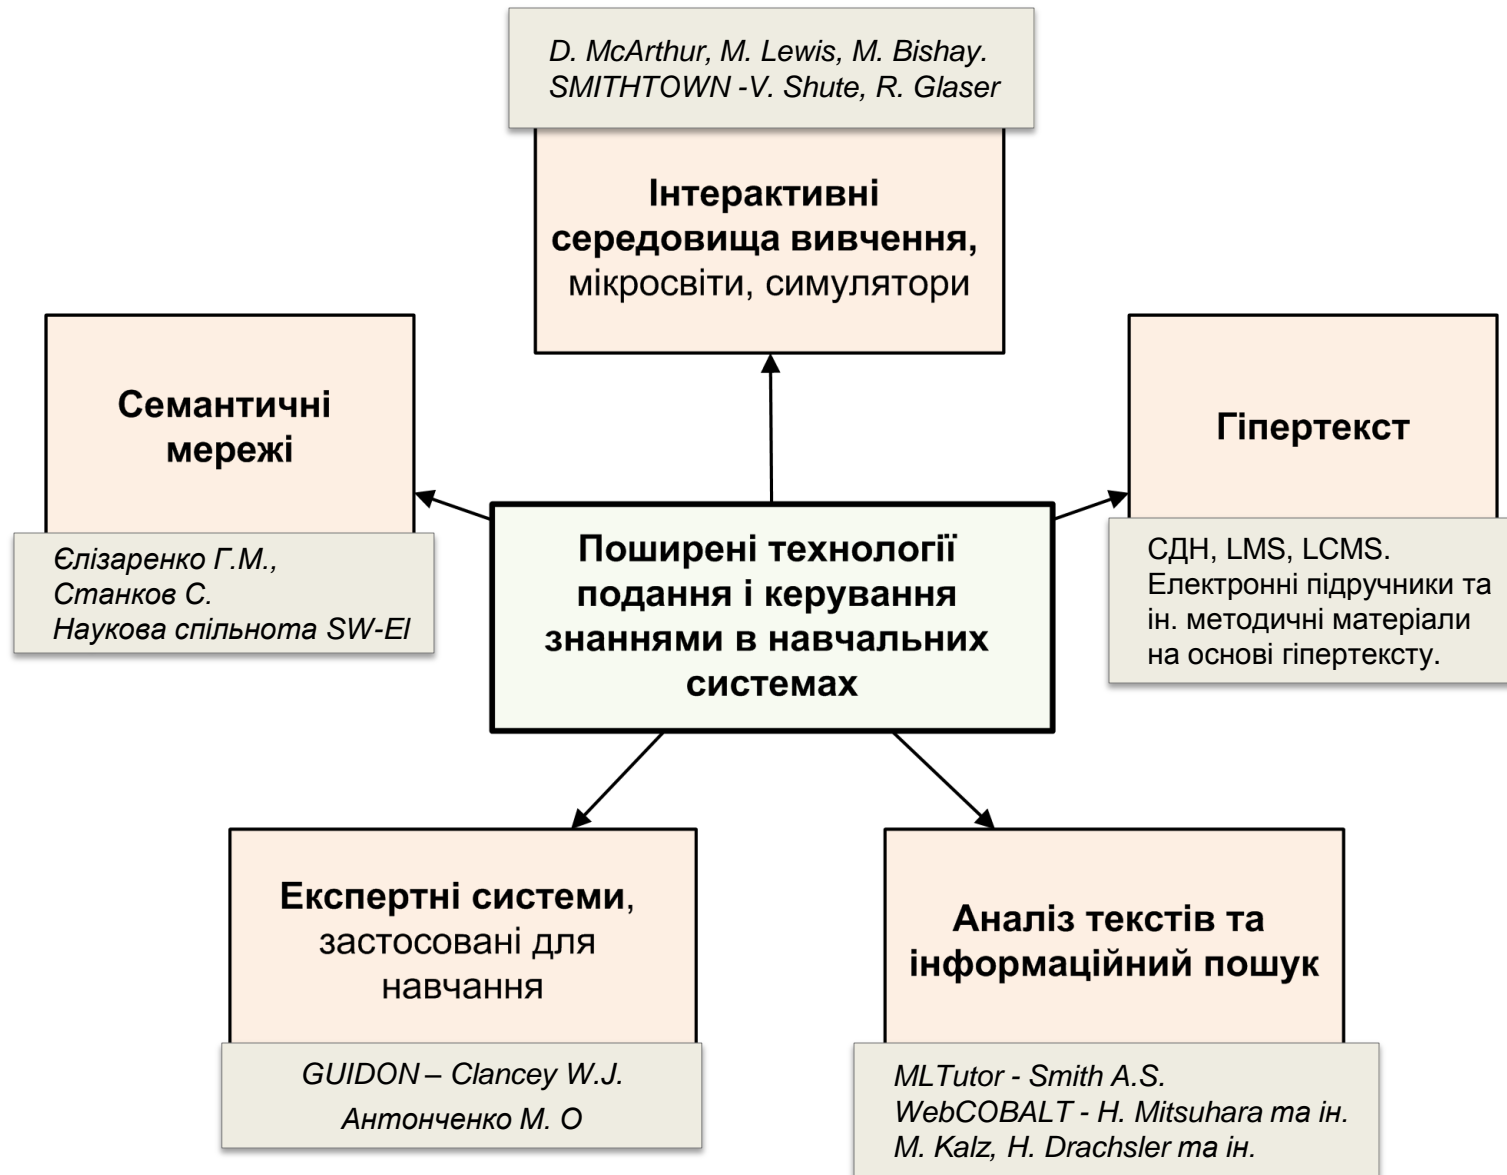 D. McArthur, M. Lewis, M. Bishay.
SMITHTOWN -V. Shute, R. Glaser
Інтерактивні
середовища вивчення,
мікросвіти, симулятори
Семантичні
мережі
Єлізаренко Г.М.,
Станков С.
Наукова спільнота SW-El
Гіпертекст
СДН, LMS, LCMS.
Електронні підручники та
ін. методичні матеріали
на основі гіпертексту.
Поширені технології
подання і керування
знаннями в навчальних
системах
Експертні системи,
застосовані для
навчання
GUIDON – Clancey W.J.
Антонченко М. О
Аналіз текстів та
інформаційний пошук
MLTutor - Smith A.S.
WebCOBALT - H. Mitsuhara та ін.
M. Kalz, H. Drachsler та ін.